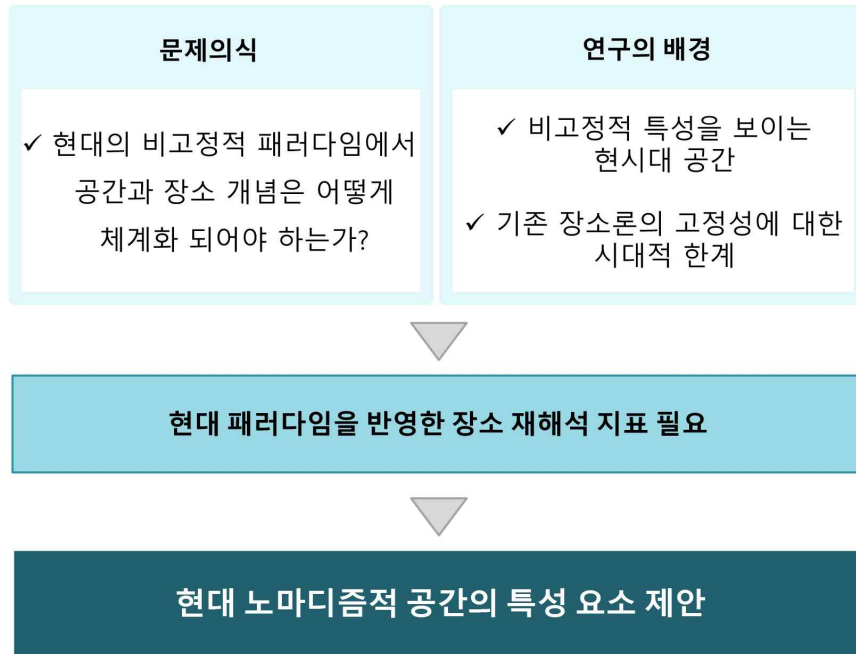 문제의식
✓ 현대의 비고정적 패러다임에서
공간과 장소 개념은 어떻게
체계화 되어야 하는가?
연구의 배경
✓ 비고정적 특성을 보이는
현시대 공간
✓ 기존 장소론의 고정성에 대한
시대적 한계
현대 패러다임을 반영한 장소 재해석 지표 필요
현대 노마디즘적 공간의 특성 요소 제안